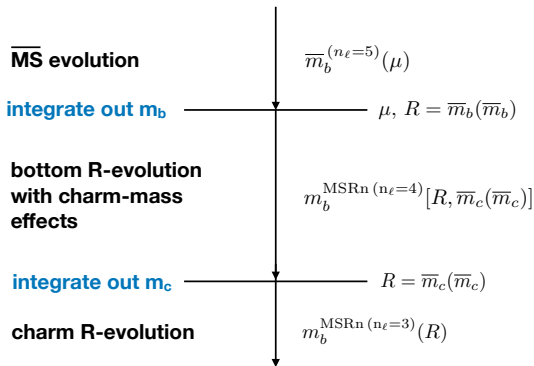 MS̅ evolution
m̅_b^{(n_ℓ=5)}(μ)
integrate out m_b
μ, R = m̅_b(m̅_b)
bottom R-evolution
with charm-mass
effects
m_b^{MSRn (n_ℓ=4)}[R, m̅_c(m̅_c)]
integrate out m_c
R = m̅_c(m̅_c)
charm R-evolution
m_b^{MSRn (n_ℓ=3)}(R)